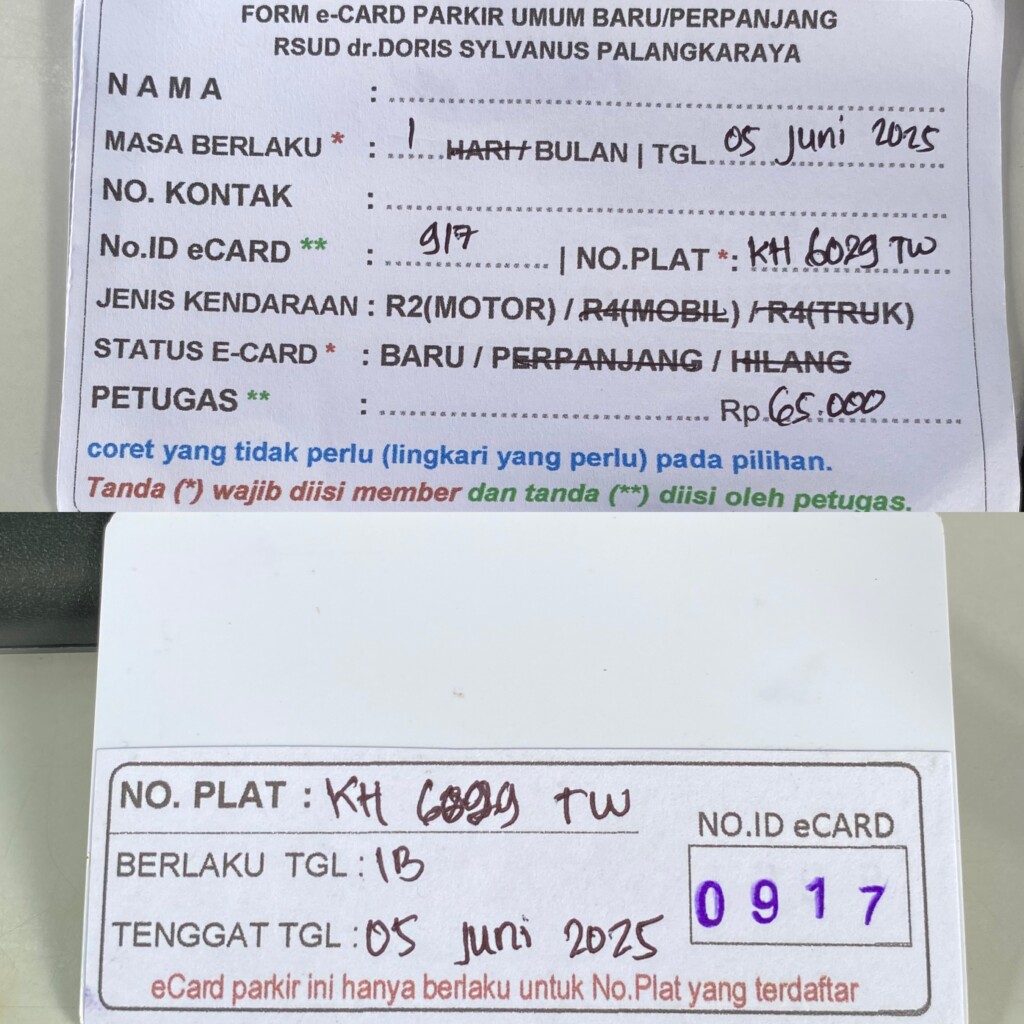 FORM e-CARD PARKIR UMUM BARU/PERPANJANG
RSUD dr.DORIS SYLVANUS PALANGKARAYA
N A M A :
MASA BERLAKU * : 1 HARI / BULAN | TGL. 05 Juni 2025
NO. KONTAK :
No.ID eCARD ** : 917 | NO.PLAT *: KH 6029 TW
JENIS KENDARAAN : R2(MOTOR) / R4(MOBIL) / R4(TRUK)
STATUS E-CARD * : BARU / PERPANJANG / HILANG
PETUGAS ** : Rp. 65.000
coret yang tidak perlu (lingkari yang perlu) pada pilihan.
Tanda (*) wajib diisi member dan tanda (**) diisi oleh petugas.
NO. PLAT : KH TW
NO.ID eCARD
BERLAKU TGL : 1B
0917
TENGGAT TGL : 05 Juni 2025
eCard parkir ini hanya berlaku untuk No.Plat yang terdaftar